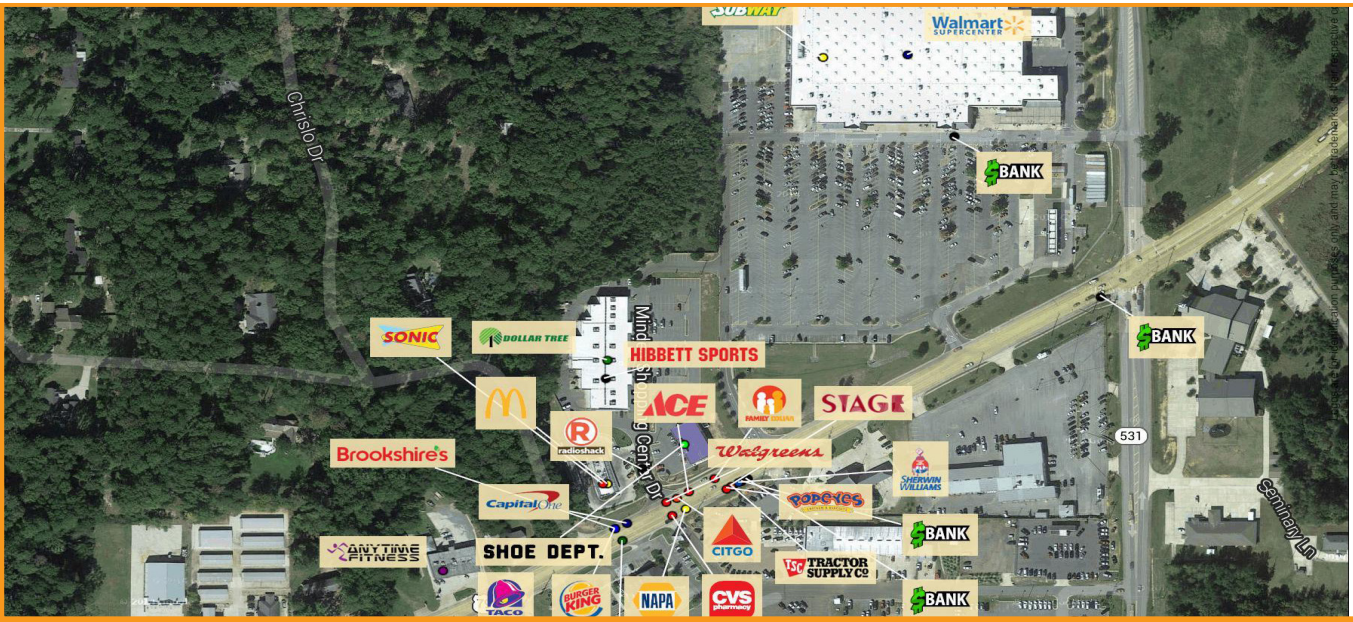 SUBWAY
Walmart
SUPERCENTER
Chrislo Dr
$BANK
$BANK
SONIC
DOLLAR TREE
HIBBETT SPORTS
M
R
radioshack
ACE
FAMILY DOLLAR
STAGE
531
Brookshire's
Walgreens
SHERWIN
WILLIAMS
CapitalOne
POPEYES
Seminary Ln
ANYTIME
FITNESS
SHOE DEPT.
CITGO
TSC TRACTOR
SUPPLY CO
$BANK
TACO
BURGER
KING
NAPA
CVS
pharmacy
$BANK